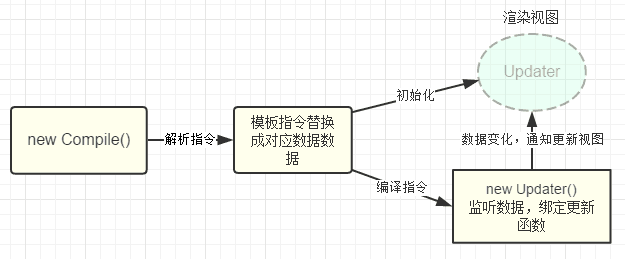 渲染视图
Updater
初始化
new Compile()
解析指令
模板指令替换
成对应数据数
据
数据变化，通知更新视图
编译指令
new Updater()
监听数据，绑定更新
函数